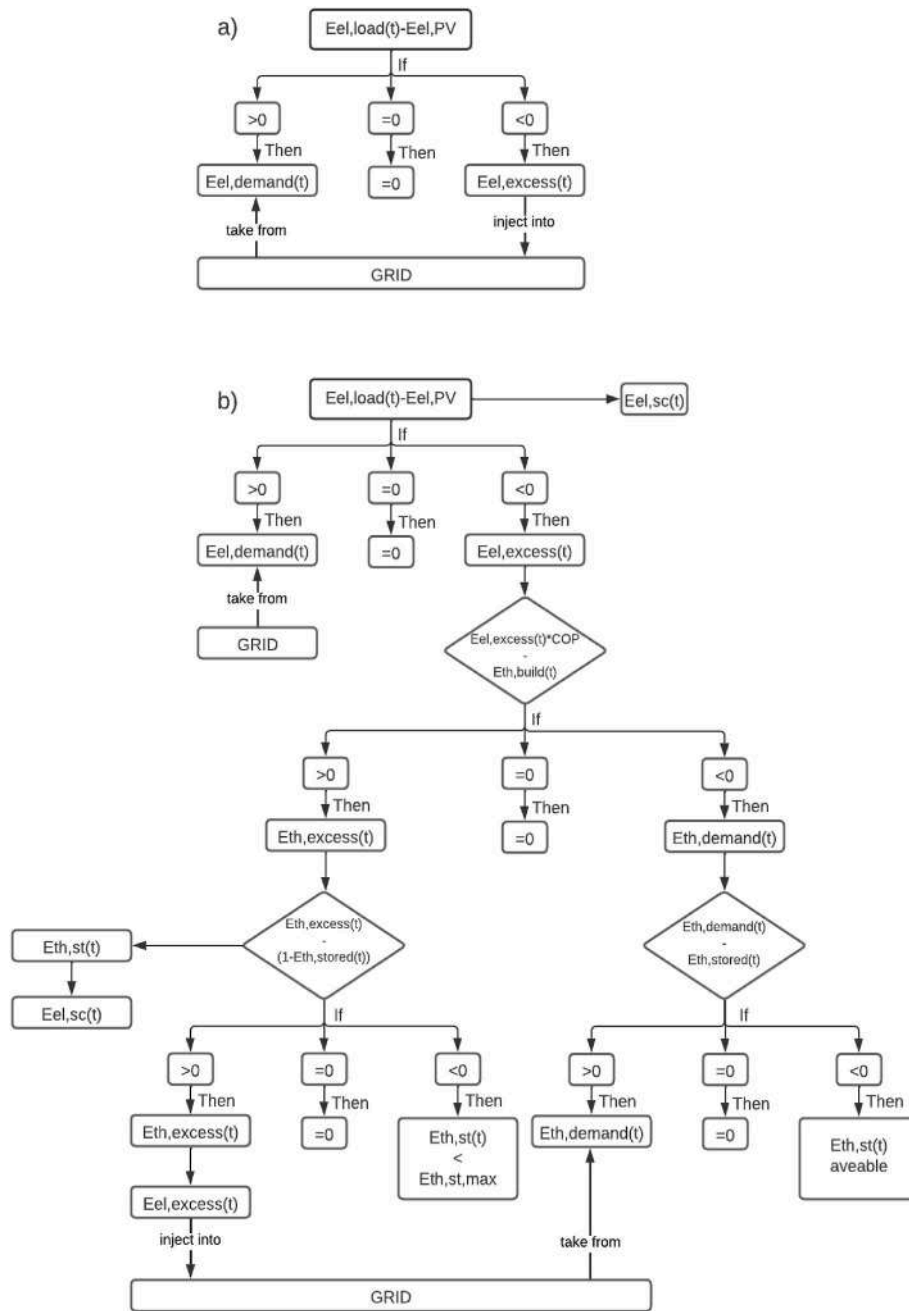 a)
Eel,load(t)-Eel,PV
If
>0
=0
<0
Then
Then
Then
Eel,demand(t)
=0
Eel,excess(t)
take from
inject into
GRID
b)
Eel,load(t)-Eel,PV
Eel,sc(t)
If
>0
=0
<0
Then
Then
Then
Eel,demand(t)
=0
Eel,excess(t)
take from
GRID
Eel,excess(t)*COP
-
Eth,build(t)
If
>0
=0
<0
Then
Then
Then
Eth,excess(t)
=0
Eth,demand(t)
Eth,excess(t)
-
(1-Eth,stored(t))
Eth,demand(t)
-
Eth,stored(t)
Eth,st(t)
Eel,sc(t)
If
If
>0
=0
<0
>0
=0
<0
Then
Then
Then
Then
Then
Then
Eth,excess(t)
=0
Eth,st(t)
<
Eth,st,max
Eth,demand(t)
=0
Eth,st(t)
aveable
Eel,excess(t)
inject into
take from
GRID